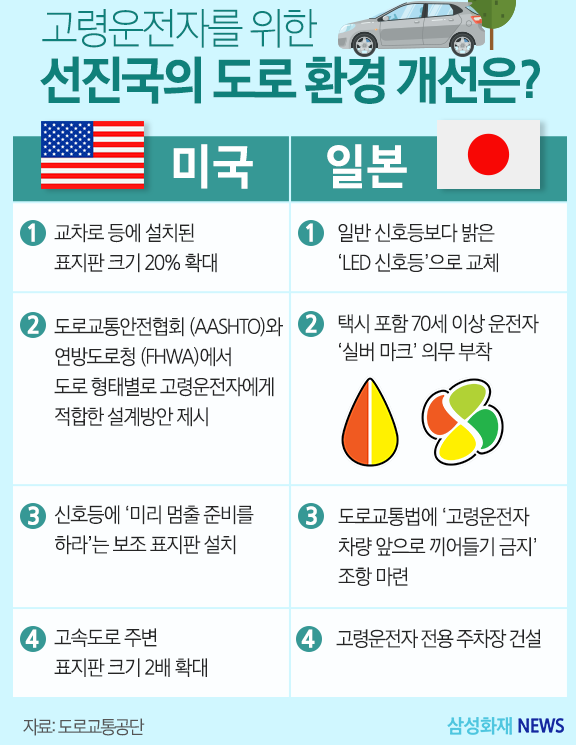 고령운전자를 위한
선진국의 도로 환경 개선은?
미국
일본
1 교차로 등에 설치된
표지판 크기 20% 확대
1 일반 신호등보다 밝은
‘LED 신호등’으로 교체
2 도로교통안전협회 (AASHTO)와
연방도로청 (FHWA)에서
도로 형태별로 고령운전자에게
적합한 설계방안 제시
2 택시 포함 70세 이상 운전자
‘실버 마크’ 의무 부착
3 신호등에 ‘미리 멈출 준비를
하라’는 보조 표지판 설치
3 도로교통법에 ‘고령운전자
차량 앞으로 끼어들기 금지’
조항 마련
4 고속도로 주변
표지판 크기 2배 확대
4 고령운전자 전용 주차장 건설
자료: 도로교통공단
삼성화재 NEWS